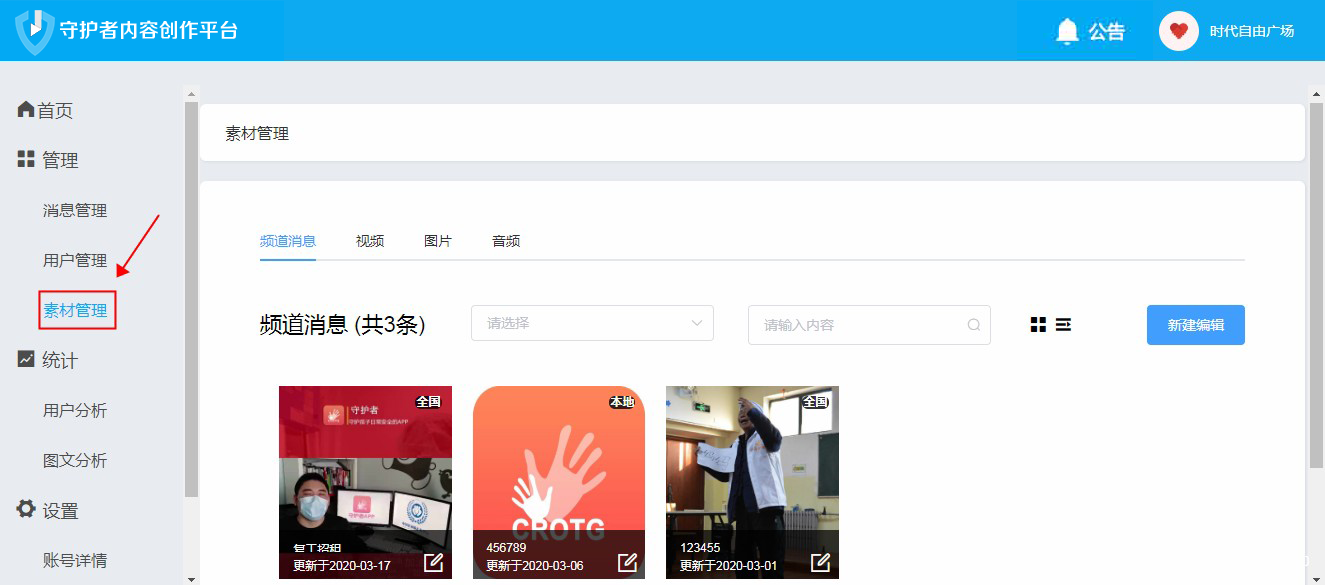 守护者内容创作平台
公告
时代自由广场
首页
管理
消息管理
用户管理
素材管理
统计
用户分析
图文分析
设置
账号详情
素材管理
频道消息 视频 图片 音频
频道消息 (共3条)
请选择
请输入内容
新建编辑
全国
守护者
守护孩子日常安全的APP
守护者APP
复工招租
更新于2020-03-17
本地
CROTG
456789
更新于2020-03-06
全国
123455
更新于2020-03-01